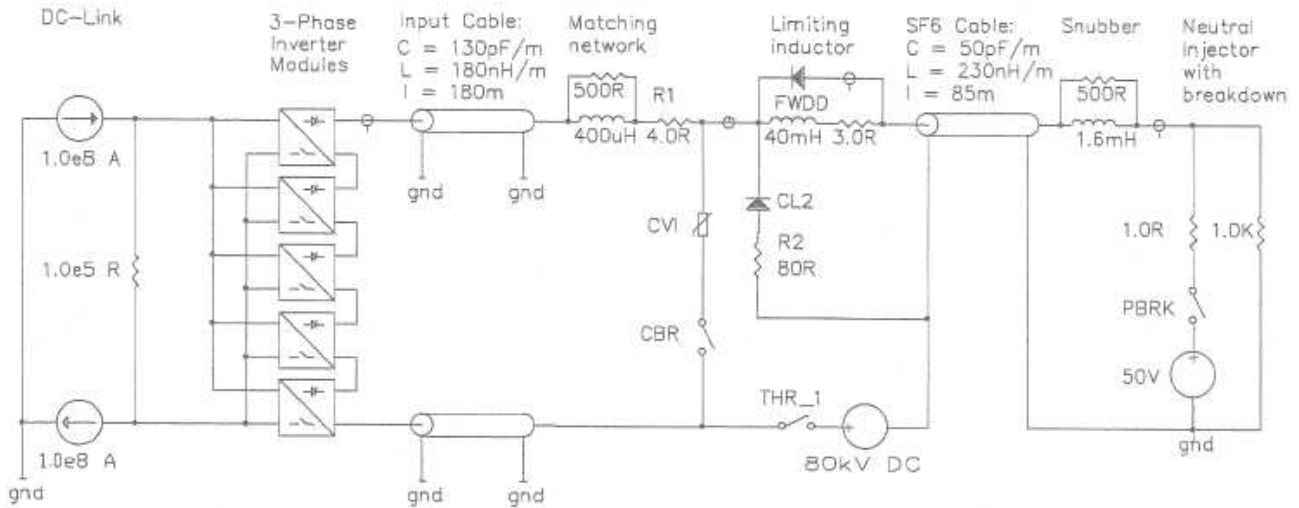 DC-Link
3-Phase
Inverter
Modules
Input Cable:
C = 130pF/m
L = 180nH/m
l = 180m
Matching
network
500R
400uH
R1
4.0R
Limiting
inductor
FWDD
40mH
3.0R
SF6 Cable:
C = 50pF/m
L = 230nH/m
l = 85m
Snubber
500R
1.6mH
Neutral
Injector
with
breakdown
1.0e8 A
1.0e5 R
1.0e8 A
gnd
gnd
gnd
gnd
gnd
CVI
CBR
CL2
R2
80R
THR_1
80kV DC
1.0R
1.0K
PBRK
50V
gnd